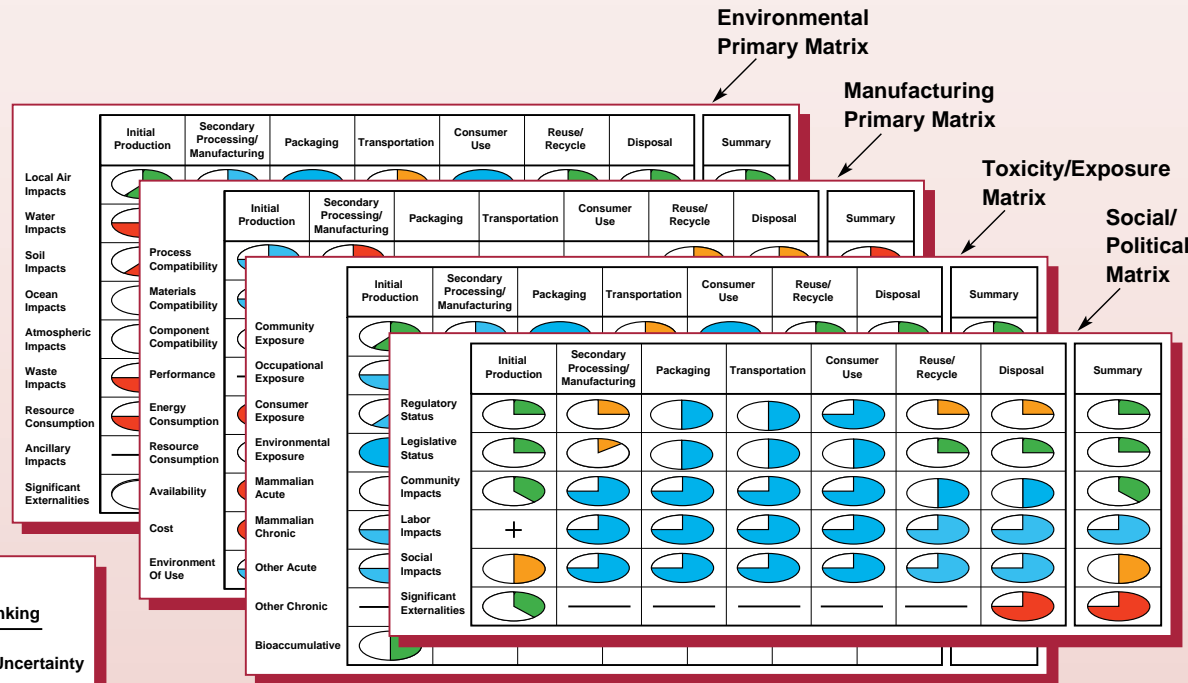 Environmental
Primary Matrix
Manufacturing
Primary Matrix
Toxicity/Exposure
Matrix
Social/
Political
Matrix
Initial
Production
Secondary
Processing/
Manufacturing
Packaging
Transportation
Consumer
Use
Reuse/
Recycle
Disposal
Summary
Local Air
Impacts
Water
Impacts
Soil
Impacts
Ocean
Impacts
Atmospheric
Impacts
Waste
Impacts
Resource
Consumption
Ancillary
Impacts
Significant
Externalities
Initial
Production
Secondary
Processing/
Manufacturing
Packaging
Transportation
Consumer
Use
Reuse/
Recycle
Disposal
Summary
Process
Compatibility
Materials
Compatibility
Component
Compatibility
Performance
Energy
Consumption
Resource
Consumption
Availability
Cost
Environment
Of Use
Initial
Production
Secondary
Processing/
Manufacturing
Packaging
Transportation
Consumer
Use
Reuse/
Recycle
Disposal
Summary
Community
Exposure
Occupational
Exposure
Consumer
Exposure
Environmental
Exposure
Mammalian
Acute
Mammalian
Chronic
Other Acute
Other Chronic
Bioaccumulative
Initial
Production
Secondary
Processing/
Manufacturing
Packaging
Transportation
Consumer
Use
Reuse/
Recycle
Disposal
Summary
Regulatory
Status
Legislative
Status
Community
Impacts
Labor
Impacts
+
Social
Impacts
Significant
Externalities
nking
Uncertainty